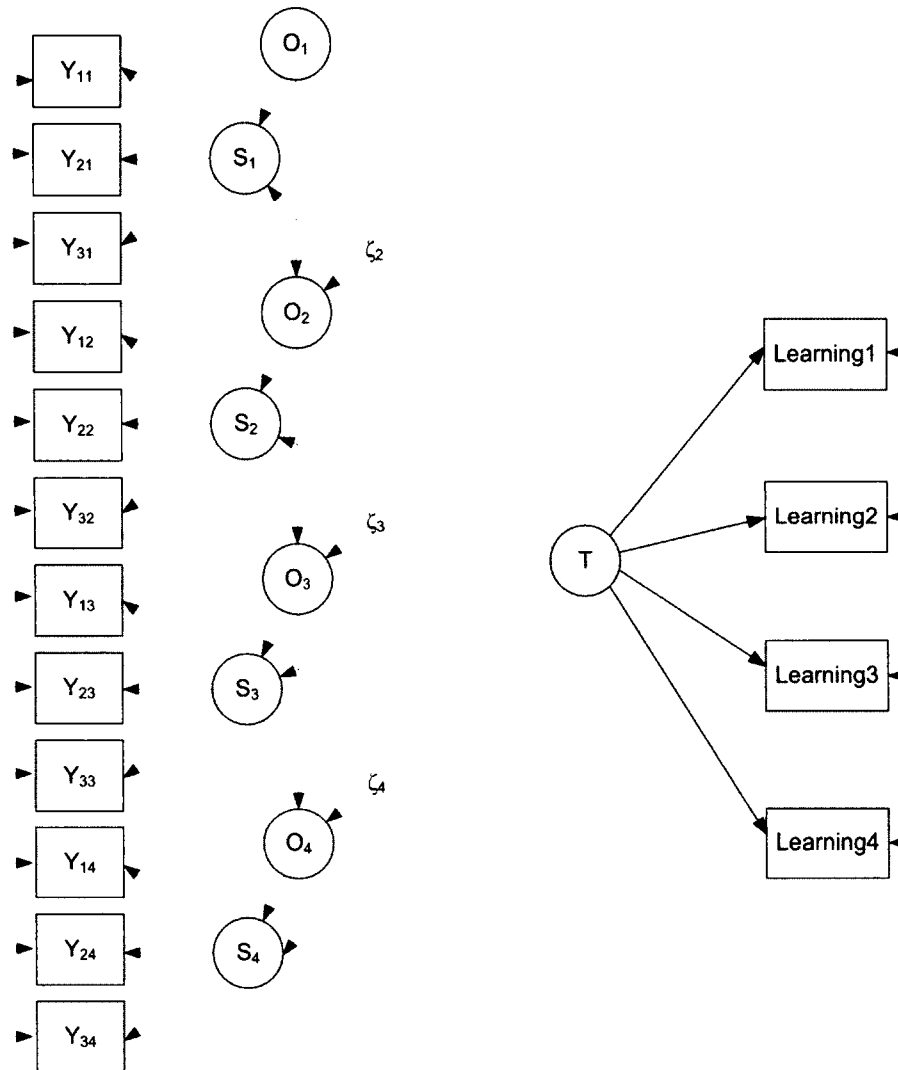 O₁
Y₁₁
Y₂₁
S₁
Y₃₁
ζ₂
O₂
Y₁₂
Learning1
Y₂₂
S₂
Y₃₂
Learning2
ζ₃
T
O₃
Y₁₃
Y₂₃
S₃
Learning3
Y₃₃
ζ₄
O₄
Y₁₄
Learning4
Y₂₄
S₄
Y₃₄